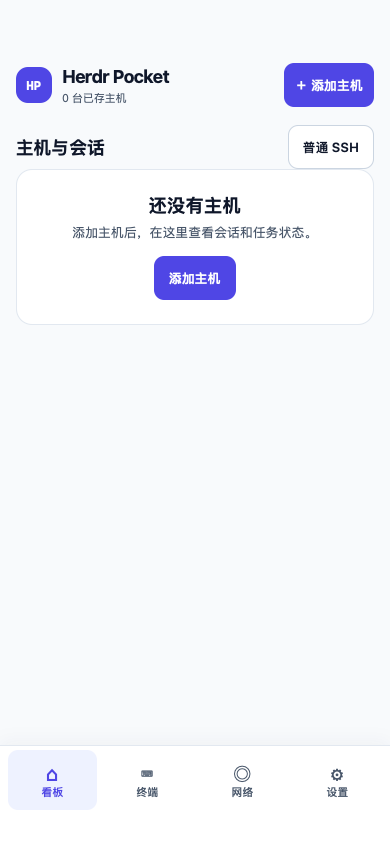 HP
Herdr Pocket
0 台已存主机
+ 添加主机
主机与会话
普通 SSH
还没有主机
添加主机后，在这里查看会话和任务状态。
添加主机
看板
终端
网络
设置